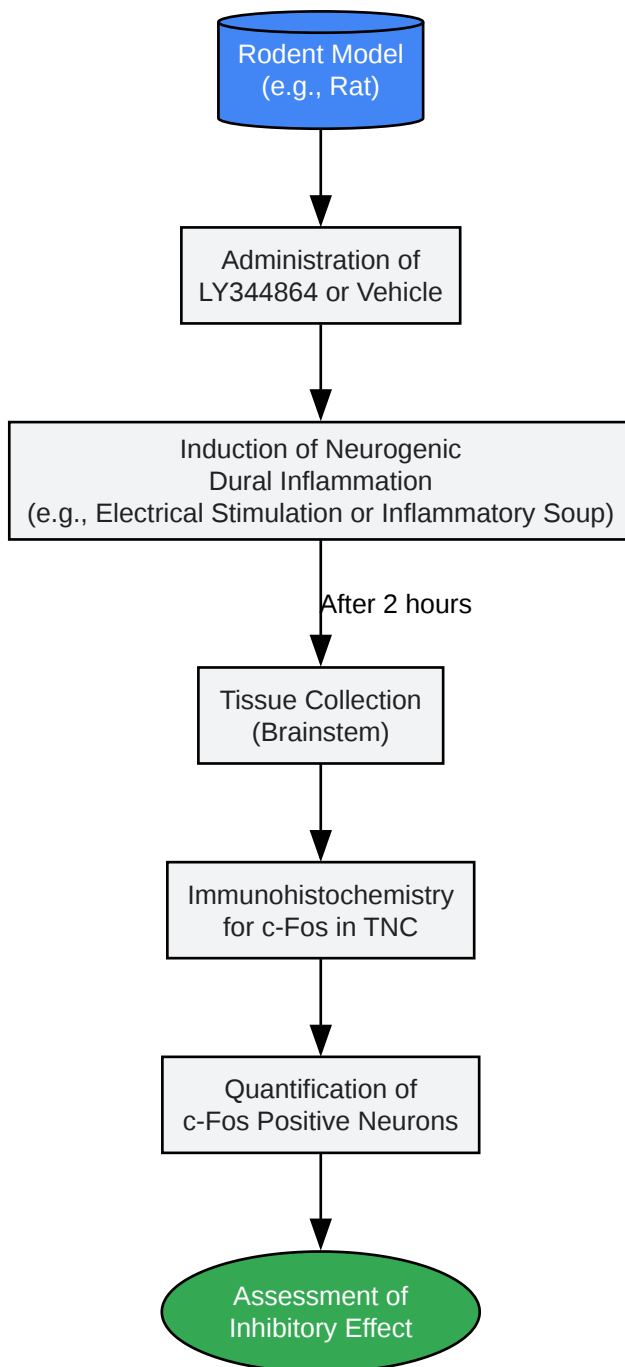 Rodent Model
(e.g., Rat)
Administration of
LY344864 or Vehicle
Induction of Neurogenic
Dural Inflammation
(e.g., Electrical Stimulation or Inflammatory Soup)
After 2 hours
Tissue Collection
(Brainstem)
Immunohistochemistry
for c-Fos in TNC
Quantification of
c-Fos Positive Neurons
Assessment of
Inhibitory Effect